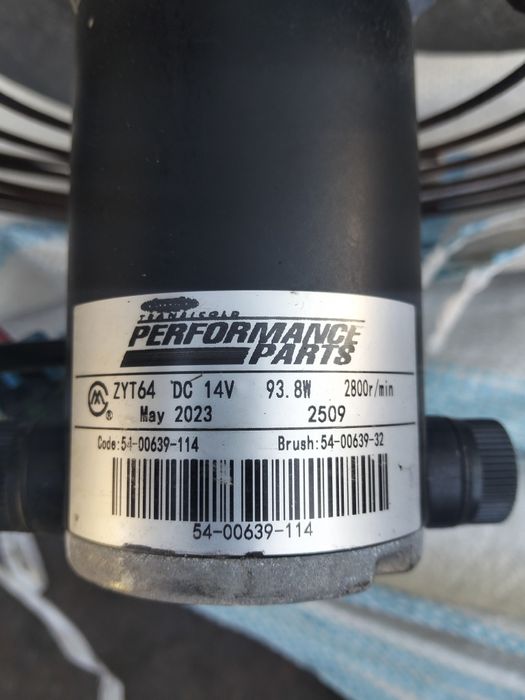 TRANSICOLD
PERFORMANCE
PARTS
ZYT64 DC 14V 93.8W 2800r/min
®
May 2023 2509
Code:54-00639-114 Brush:54-00639-32
54-00639-114